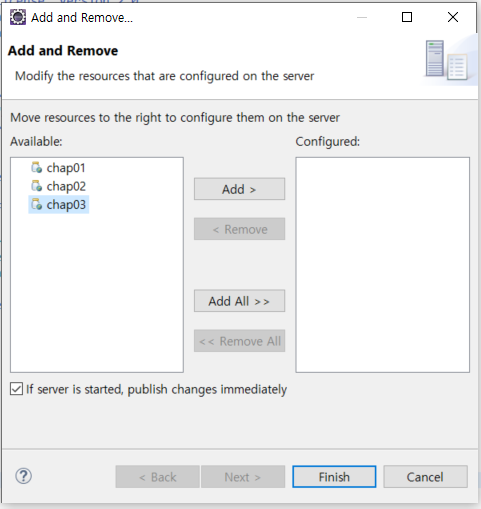 Add and Remove...
Add and Remove
Modify the resources that are configured on the server
Move resources to the right to configure them on the server
Available:
Configured:
chap01
chap02
chap03
Add >
< Remove
Add All >>
<< Remove All
If server is started, publish changes immediately
< Back
Next >
Finish
Cancel